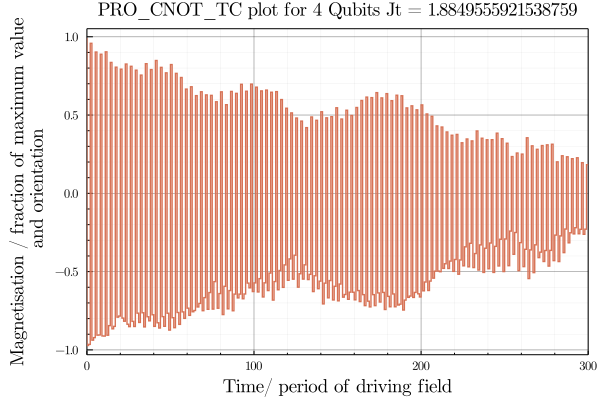 PRO_CNOT_TC plot for 4 Qubits Jt = 1.8849555921538759
Magnetisation / fraction of maximum value
and orientation
1.0
0.5
0.0
−0.5
−1.0
0
100
200
300
Time/ period of driving field